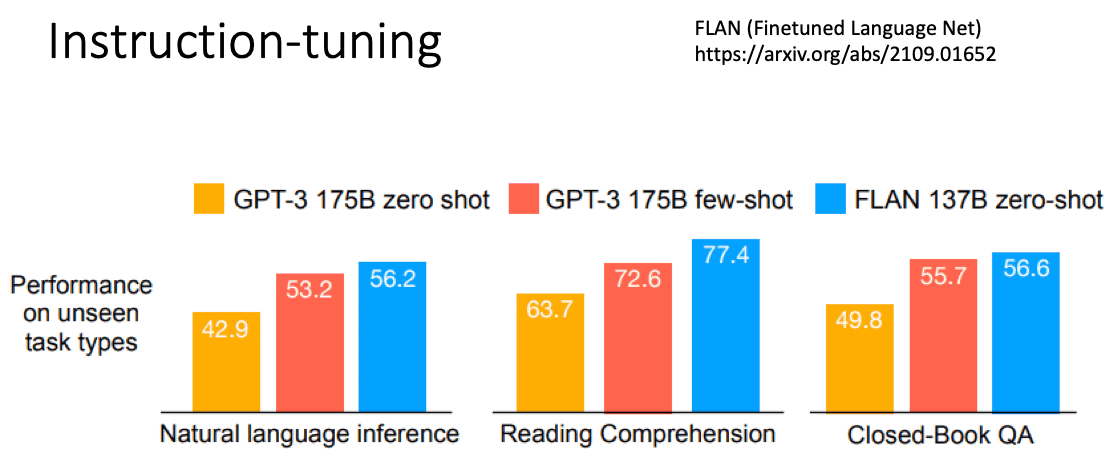 Instruction-tuning
FLAN (Finetuned Language Net)
https://arxiv.org/abs/2109.01652
GPT-3 175B zero shot
GPT-3 175B few-shot
FLAN 137B zero-shot
Performance
on unseen
task types
42.9
53.2
56.2
63.7
72.6
77.4
49.8
55.7
56.6
Natural language inference
Reading Comprehension
Closed-Book QA